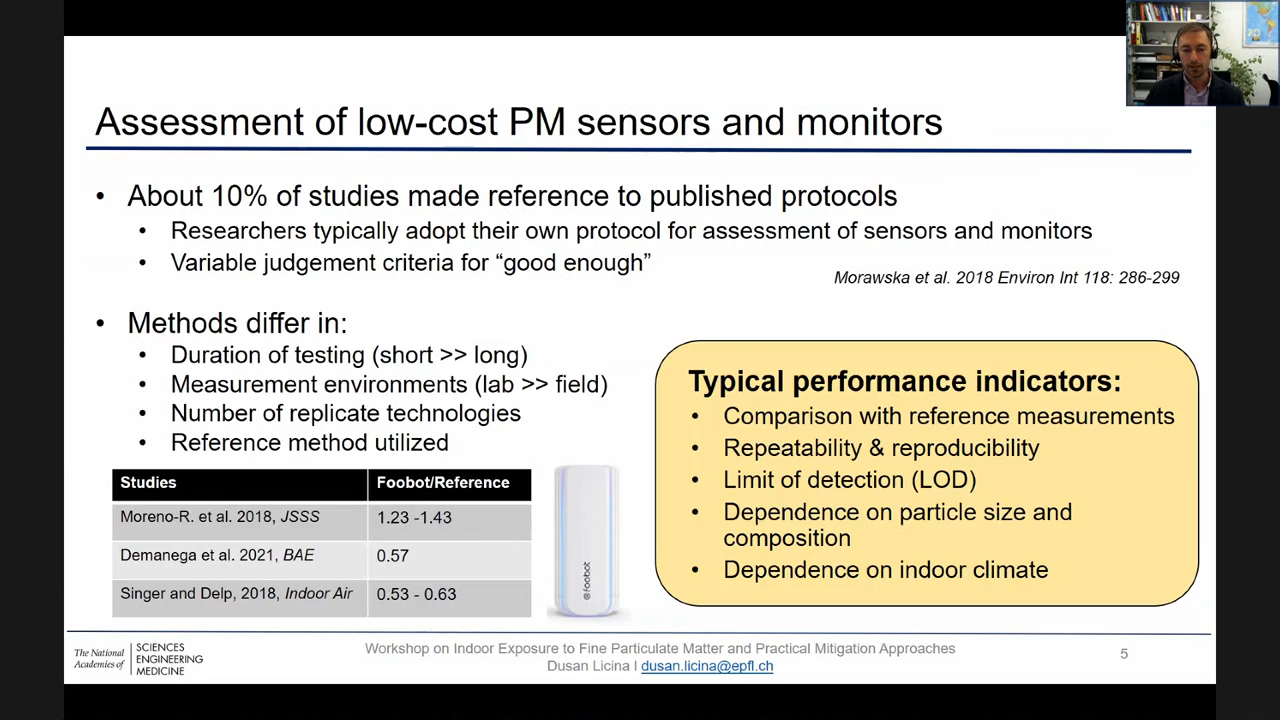 Assessment of low-cost PM sensors and monitors
• About 10% of studies made reference to published protocols
• Researchers typically adopt their own protocol for assessment of sensors and monitors
• Variable judgement criteria for “good enough”
Morawska et al. 2018 Environ Int 118: 286-299
• Methods differ in:
• Duration of testing (short >> long)
• Measurement environments (lab >> field)
• Number of replicate technologies
• Reference method utilized
Studies Foobot/Reference
Moreno-R. et al. 2018, JSSS 1.23 -1.43
Demanega et al. 2021, BAE 0.57
Singer and Delp, 2018, Indoor Air 0.53 - 0.63
foobot
Typical performance indicators:
• Comparison with reference measurements
• Repeatability & reproducibility
• Limit of detection (LOD)
• Dependence on particle size and
composition
• Dependence on indoor climate
The National
Academies of
SCIENCES
ENGINEERING
MEDICINE
Workshop on Indoor Exposure to Fine Particulate Matter and Practical Mitigation Approaches
Dusan Licina I dusan.licina@epfl.ch
5